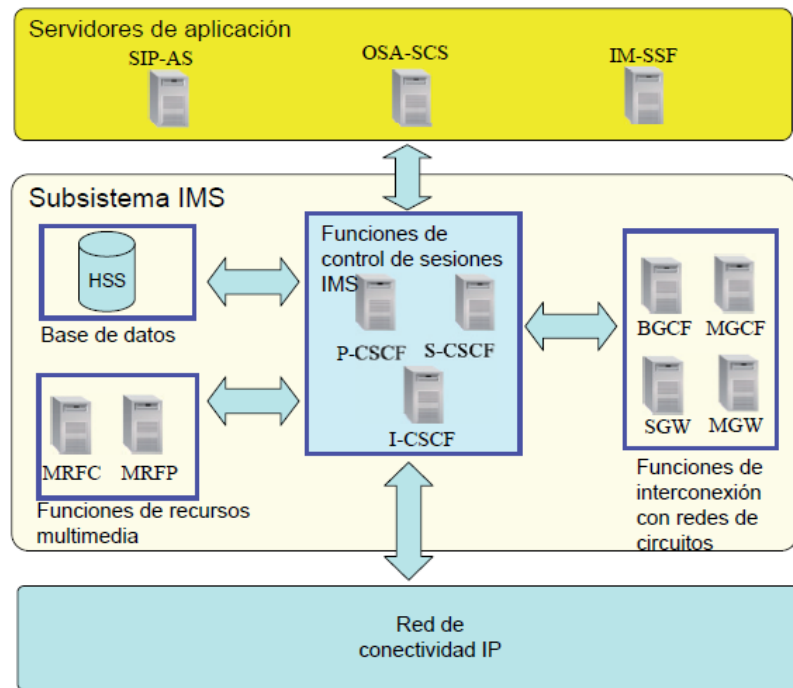 Servidores de aplicación
SIP-AS
OSA-SCS
IM-SSF
Subsistema IMS
HSS
Base de datos
MRFC
MRFP
Funciones de recursos
multimedia
Funciones de
control de sesiones
IMS
P-CSCF
S-CSCF
I-CSCF
BGCF
MGCF
SGW
MGW
Funciones de
interconexión
con redes de
circuitos
Red de
conectividad IP